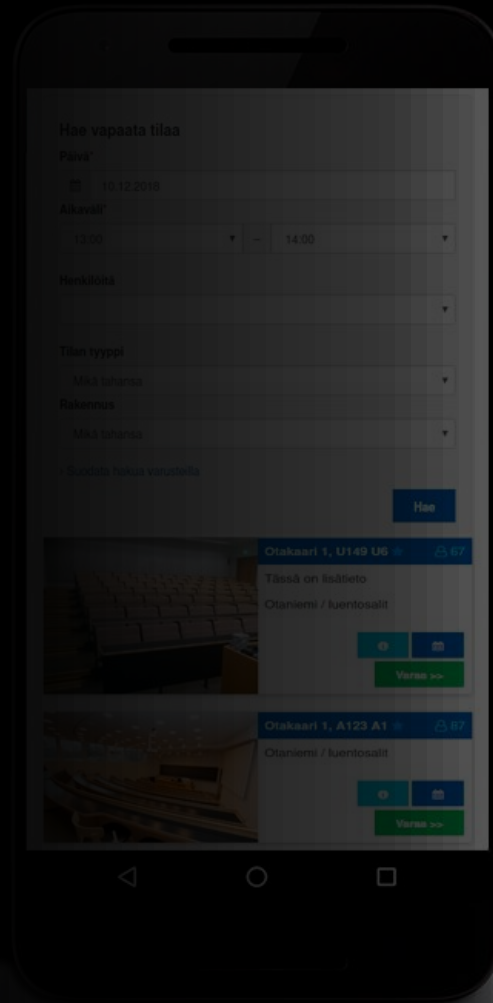 Hae vapaata tilaa
Päivä*
10.12.2018
Aikaväli*
13:00 – 14:00
Henkilöitä
Tilan tyyppi
Mikä tahansa
Rakennus
Mikä tahansa
Suodata hakua varusteilla
Hae
Otakaari 1, U149 U6 67
Tässä on lisätieto
Otaniemi / luentosalit
Varaa >>
Otakaari 1, A123 A1 87
Otaniemi / luentosalit
Varaa >>